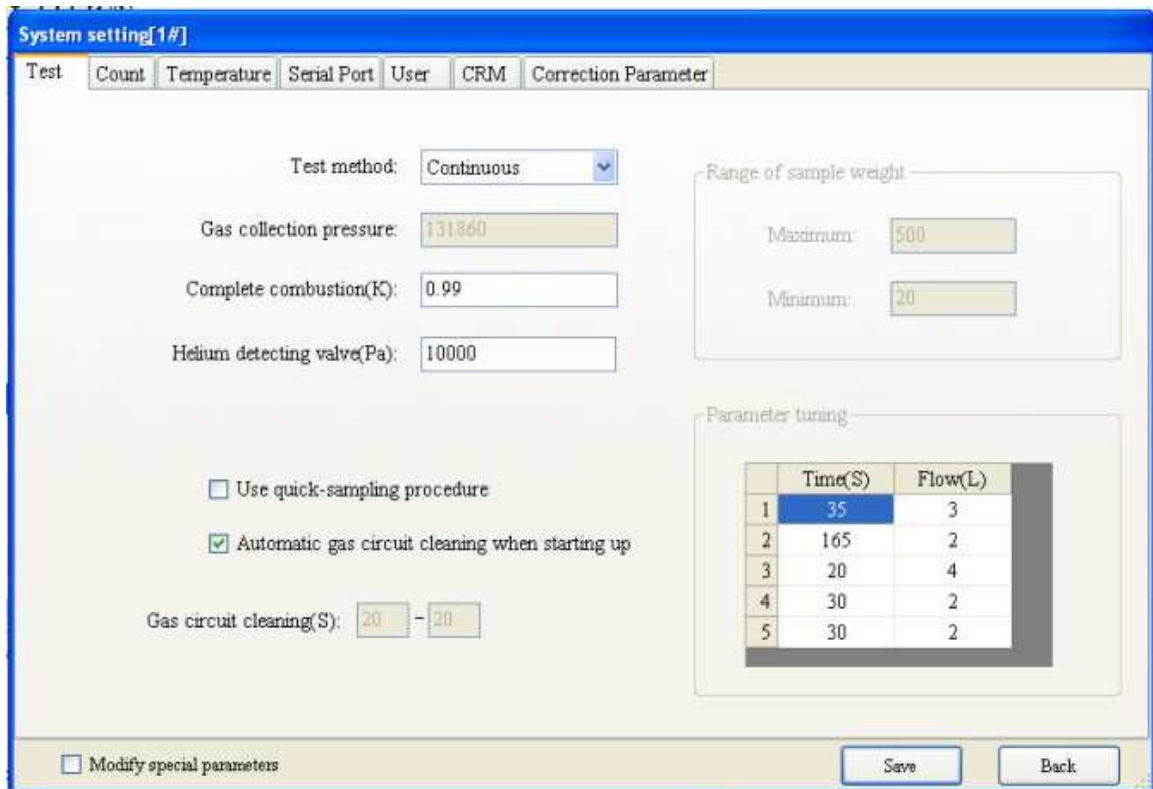 System setting[1#]
Test Count Temperature Serial Port User CRM Correction Parameter
Test method: Continuous
Gas collection pressure: 131860
Complete combustion(K): 0.99
Helium detecting valve(Pa): 10000
Use quick-sampling procedure
Automatic gas circuit cleaning when starting up
Gas circuit cleaning(S): 20 - 20
Range of sample weight
Maximum: 500
Minimum: 20
Parameter tuning
Time(S) Flow(L)
1 35 3
2 165 2
3 20 4
4 30 2
5 30 2
Modify special parameters
Save
Back